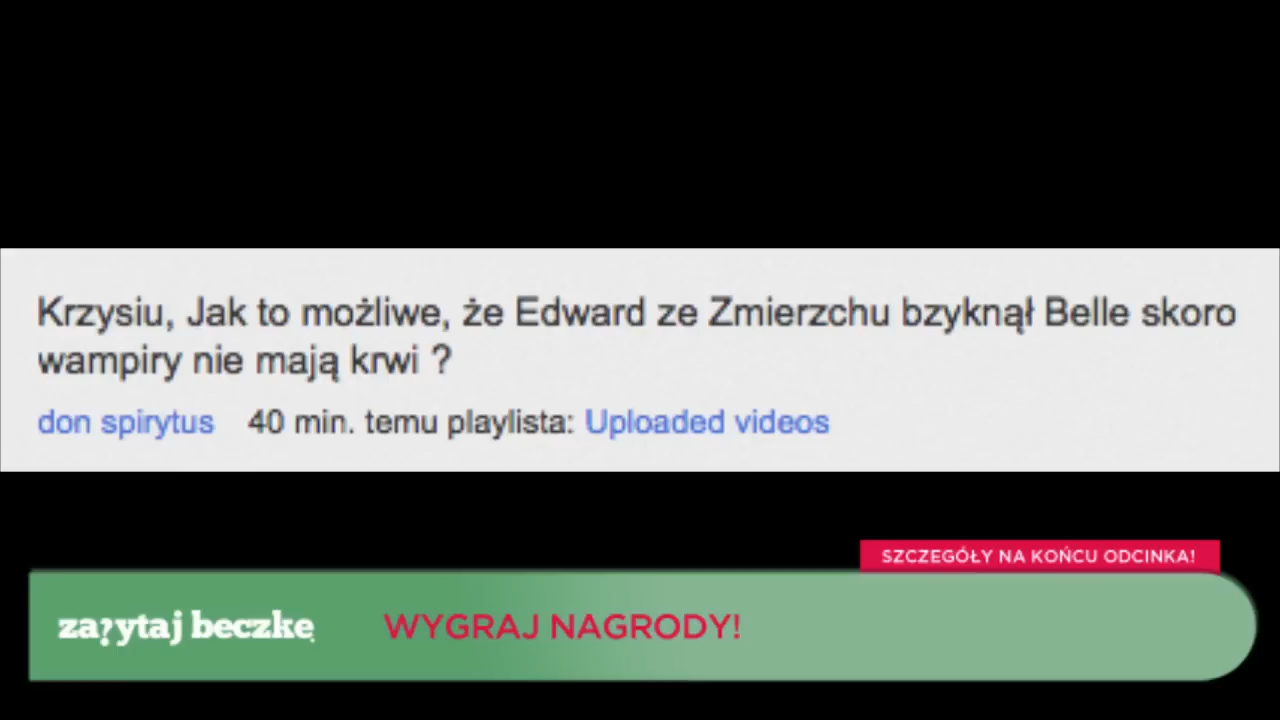 Krzysiu, Jak to możliwe, że Edward ze Zmierzchu bzyknął Belle skoro
wampiry nie mają krwi ?
don spirytus 40 min. temu playlista: Uploaded videos
SZCZEGÓŁY NA KOŃCU ODCINKA!
za?ytaj beczkę WYGRAJ NAGRODY!